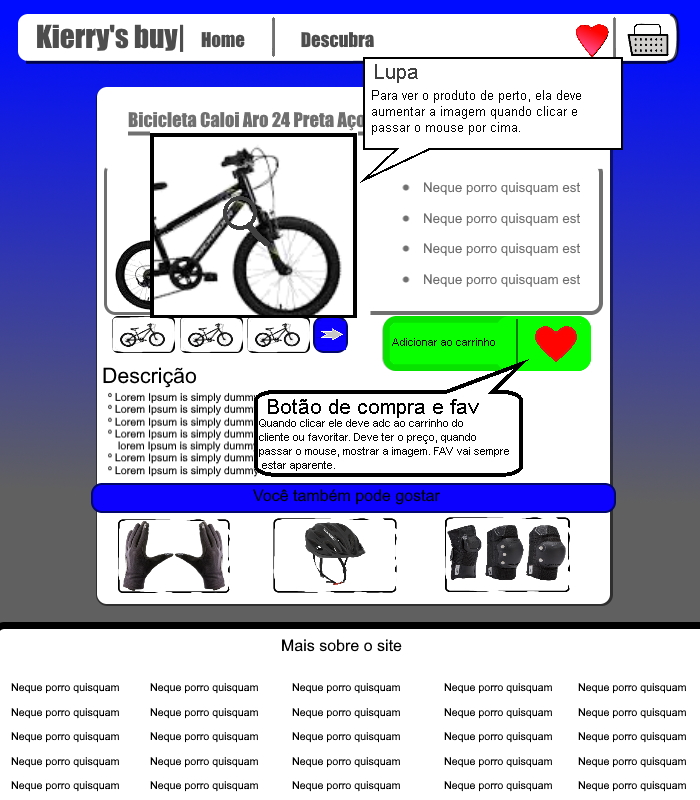 Kierry's buy|
Home
Descubra
Lupa
Para ver o produto de perto, ela deve
aumentar a imagem quando clicar e
passar o mouse por cima.
Bicicleta Caloi Aro 24 Preta Aço
Neque porro quisquam est
Neque porro quisquam est
Neque porro quisquam est
Neque porro quisquam est
Adicionar ao carrinho
Descrição
º Lorem Ipsum is simply dummy
º Lorem Ipsum is simply dumm
º Lorem Ipsum is simply dumm
º Lorem Ipsum is simply dumm
lorem Ipsum is simply dumm
º Lorem Ipsum is simply dummy
º Lorem Ipsum is simply dummy
Botão de compra e fav
Quando clicar ele deve adc ao carrinho do
cliente ou favoritar. Deve ter o preço, quando
passar o mouse, mostrar a imagem. FAV vai sempre
estar aparente.
Você também pode gostar
Mais sobre o site
Neque porro quisquam Neque porro quisquam Neque porro quisquam Neque porro quisquam Neque porro quisquam
Neque porro quisquam Neque porro quisquam Neque porro quisquam Neque porro quisquam Neque porro quisquam
Neque porro quisquam Neque porro quisquam Neque porro quisquam Neque porro quisquam Neque porro quisquam
Neque porro quisquam Neque porro quisquam Neque porro quisquam Neque porro quisquam Neque porro quisquam
Neque porro quisquam Neque porro quisquam Neque porro quisquam Neque porro quisquam Neque porro quisquam